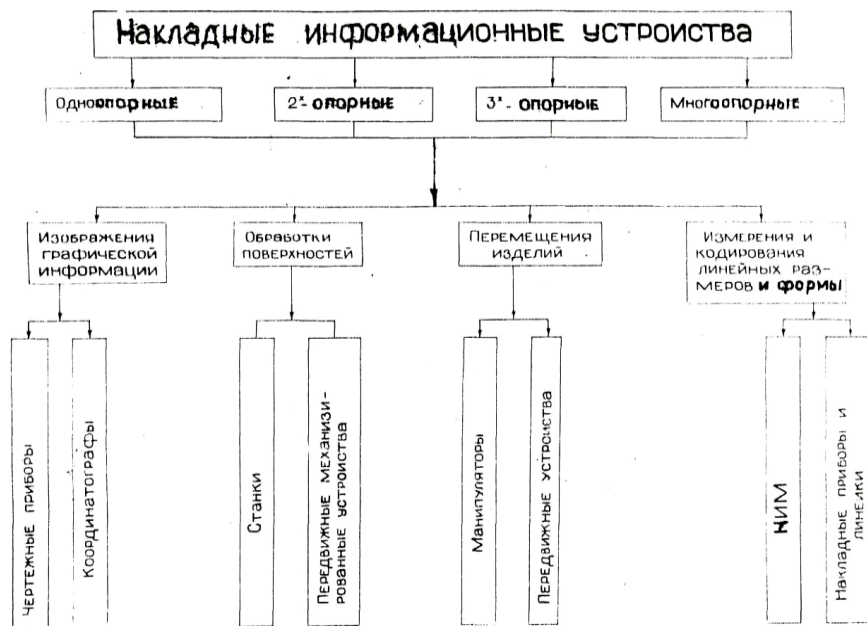 Накладные информационные устройства
Одноопорные
2х- опорные
3х- опорные
Многоопорные
Изображения
графической
информации
Обработки
поверхностей
Перемещения
изделий
Измерения и
кодирования
линейных раз-
меров и формы
Чертежные приборы
Координатографы
Станки
Передвижные механизи-
рованные устройства
Манипуляторы
Передвижные устройства
НИМ
Накладные приборы и
линейки